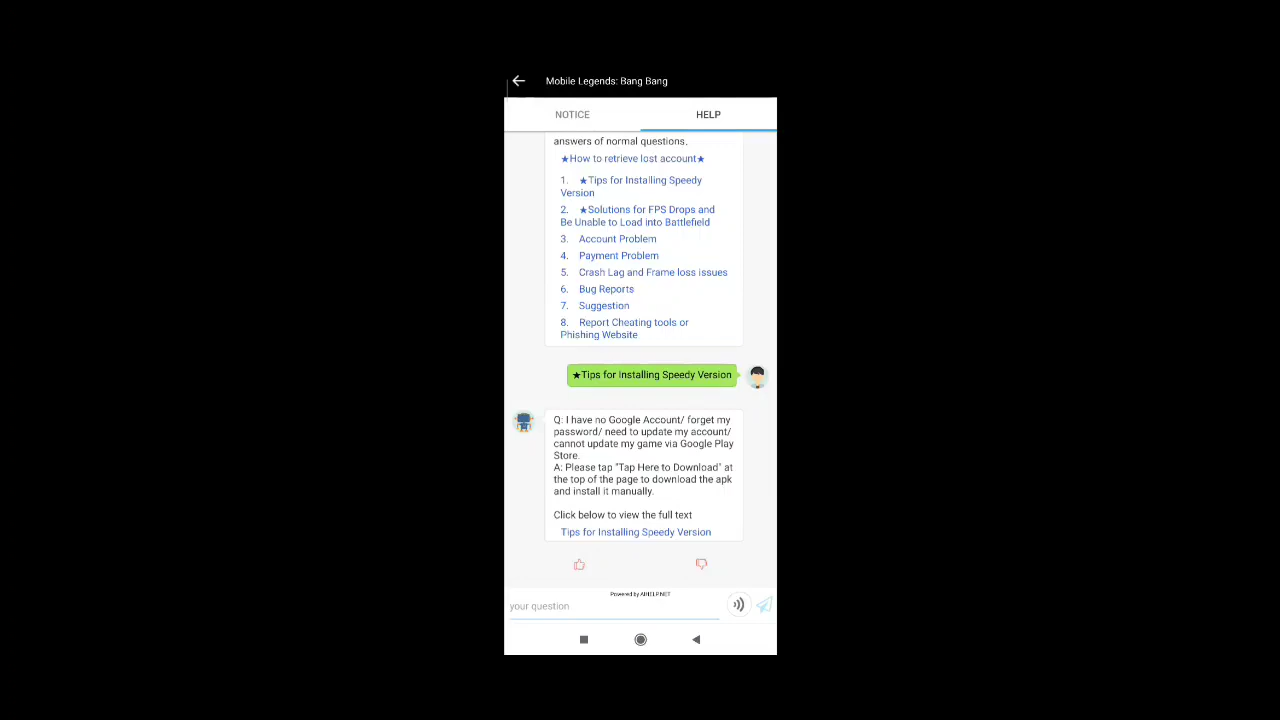 Mobile Legends: Bang Bang
NOTICE
HELP
answers of normal questions.
★How to retrieve lost account★
1. ★Tips for Installing Speedy
Version
2. ★Solutions for FPS Drops and
Be Unable to Load into Battlefield
3. Account Problem
4. Payment Problem
5. Crash Lag and Frame loss issues
6. Bug Reports
7. Suggestion
8. Report Cheating tools or
Phishing Website
★Tips for Installing Speedy Version
Q: I have no Google Account/ forget my
password/ need to update my account/
cannot update my game via Google Play
Store.
A: Please tap "Tap Here to Download" at
the top of the page to download the apk
and install it manually.
Click below to view the full text
Tips for Installing Speedy Version
Powered by AIHELP.NET
your question